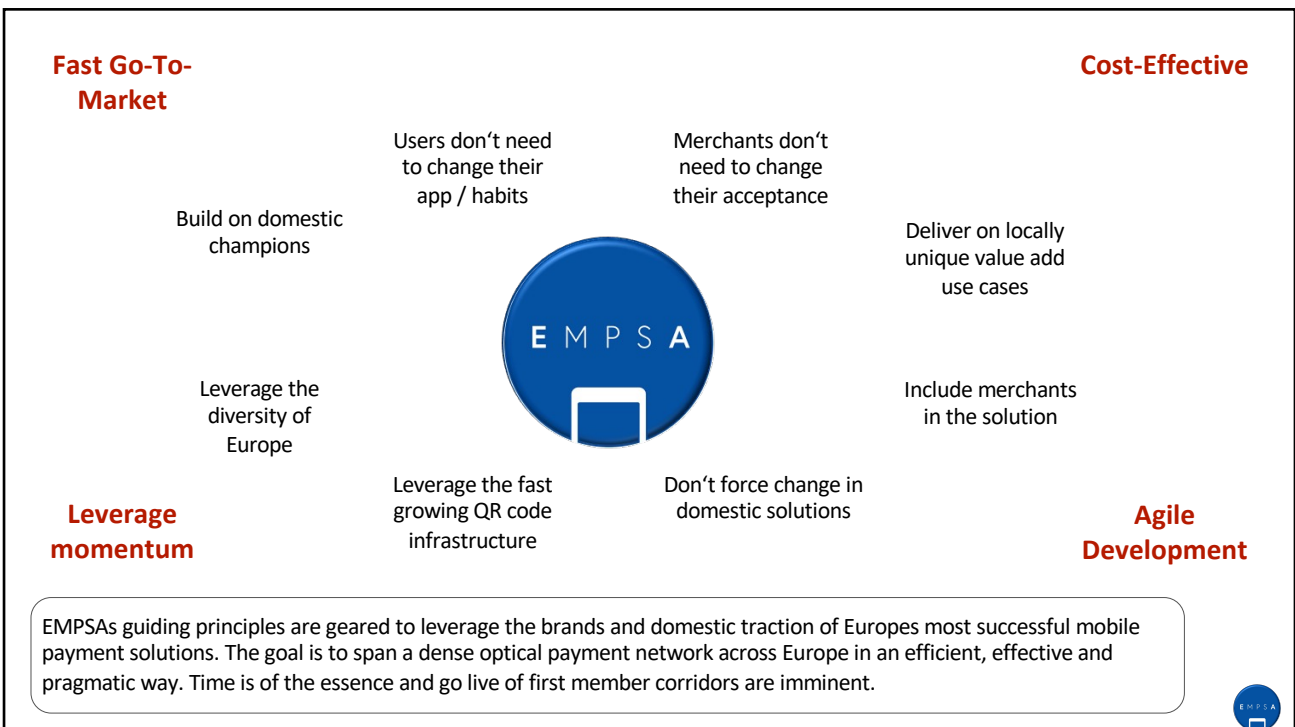 Fast Go-To-
Market
Cost-Effective
Users don‘t need
to change their
app / habits
Merchants don‘t
need to change
their acceptance
Build on domestic
champions
Deliver on locally
unique value add
use cases
EMPSA
Leverage the
diversity of
Europe
Include merchants
in the solution
Leverage the fast
growing QR code
infrastructure
Don‘t force change in
domestic solutions
Leverage
momentum
Agile
Development
EMPSAs guiding principles are geared to leverage the brands and domestic traction of Europes most successful mobile
payment solutions. The goal is to span a dense optical payment network across Europe in an efficient, effective and
pragmatic way. Time is of the essence and go live of first member corridors are imminent.
EMPSA